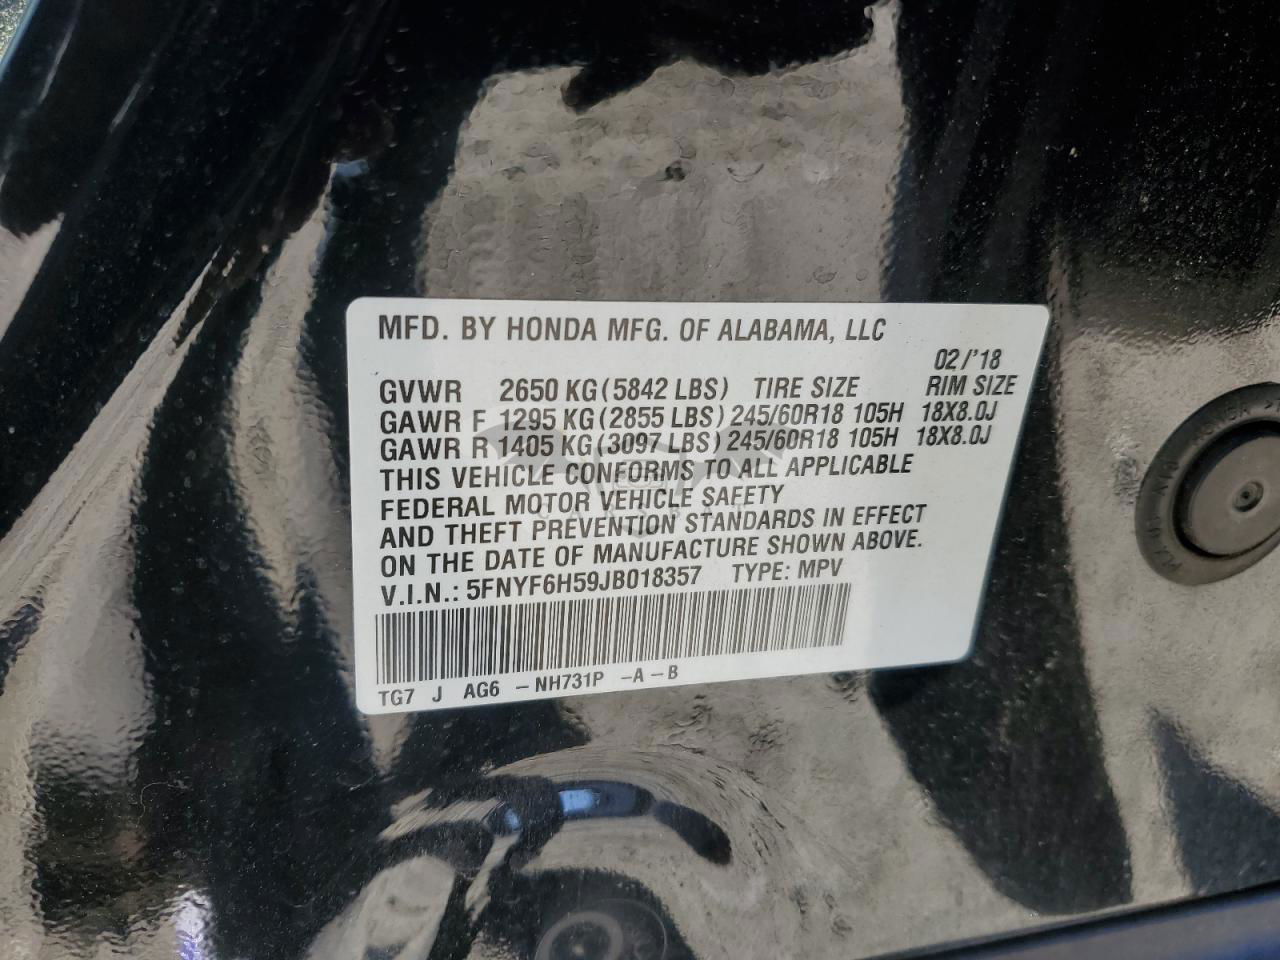 MFD. BY HONDA MFG. OF ALABAMA, LLC
02/'18
GVWR 2650 KG (5842 LBS) TIRE SIZE RIM SIZE
GAWR F 1295 KG (2855 LBS) 245/60R18 105H 18X8.0J
GAWR R 1405 KG (3097 LBS) 245/60R18 105H 18X8.0J
THIS VEHICLE CONFORMS TO ALL APPLICABLE
FEDERAL MOTOR VEHICLE SAFETY
AND THEFT PREVENTION STANDARDS IN EFFECT
ON THE DATE OF MANUFACTURE SHOWN ABOVE.
V.I.N.: 5FNYF6H59JB018357 TYPE: MPV
TG7 J AG6 -NH731P -A-B